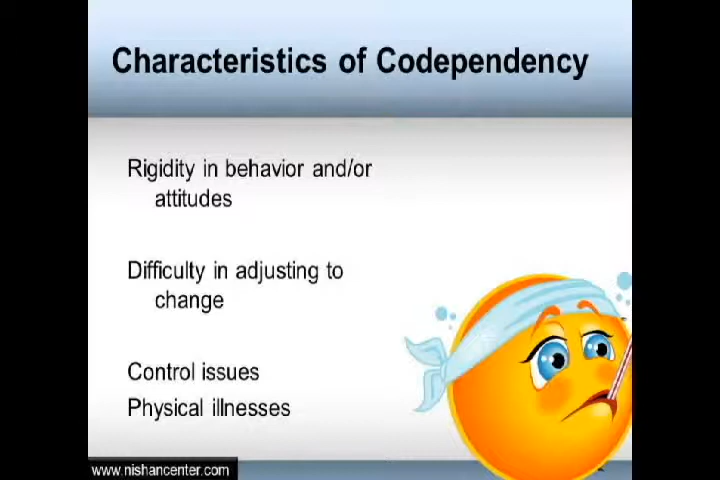 Characteristics of Codependency
Rigidity in behavior and/or
attitudes
Difficulty in adjusting to
change
Control issues
Physical illnesses
www.nishancenter.com